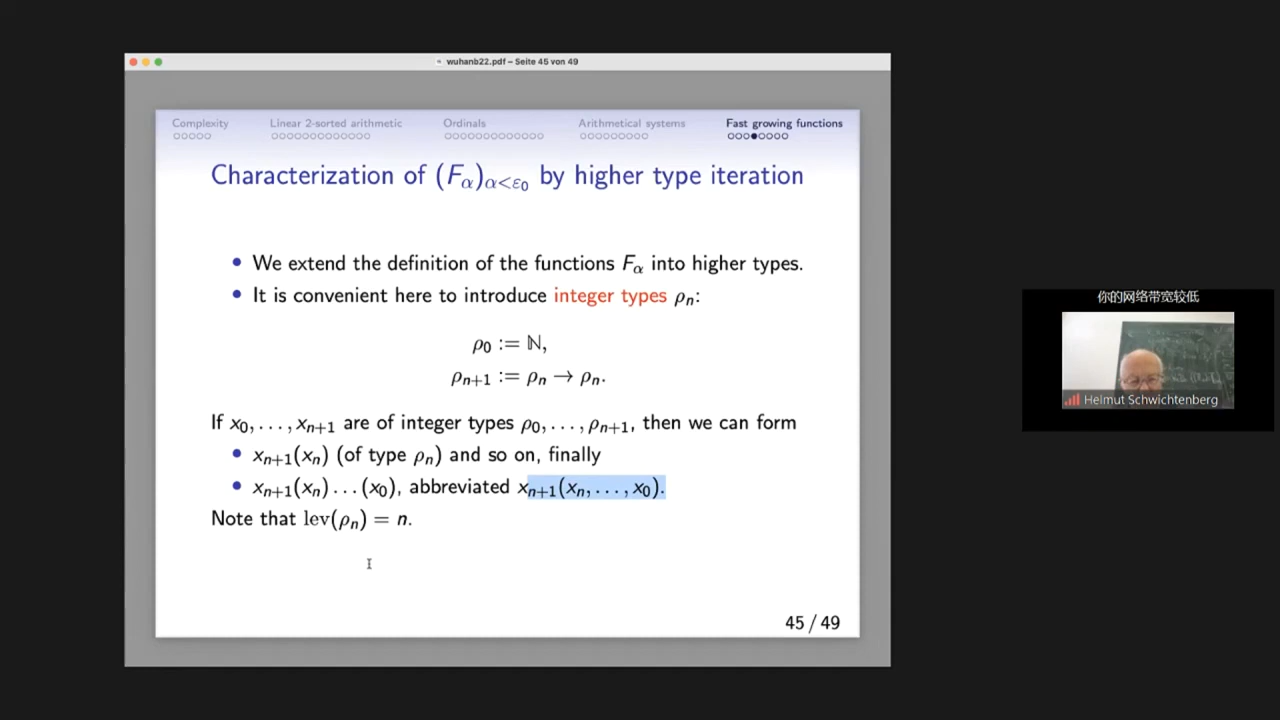 wuhanb22.pdf – Seite 45 von 49
Complexity Linear 2-sorted arithmetic Ordinals Arithmetical systems Fast growing functions
Characterization of (Fα)α<ε₀ by higher type iteration
• We extend the definition of the functions Fα into higher types.
• It is convenient here to introduce integer types ρn:
ρ0 := ℕ,
ρn+1 := ρn → ρn.
If x0, . . . , xn+1 are of integer types ρ0, . . . , ρn+1, then we can form
• xn+1(xn) (of type ρn) and so on, finally
• xn+1(xn) . . . (x0), abbreviated xn+1(xn, . . . , x0).
Note that lev(ρn) = n.
45 / 49
你的网络带宽较低
Helmut Schwichtenberg